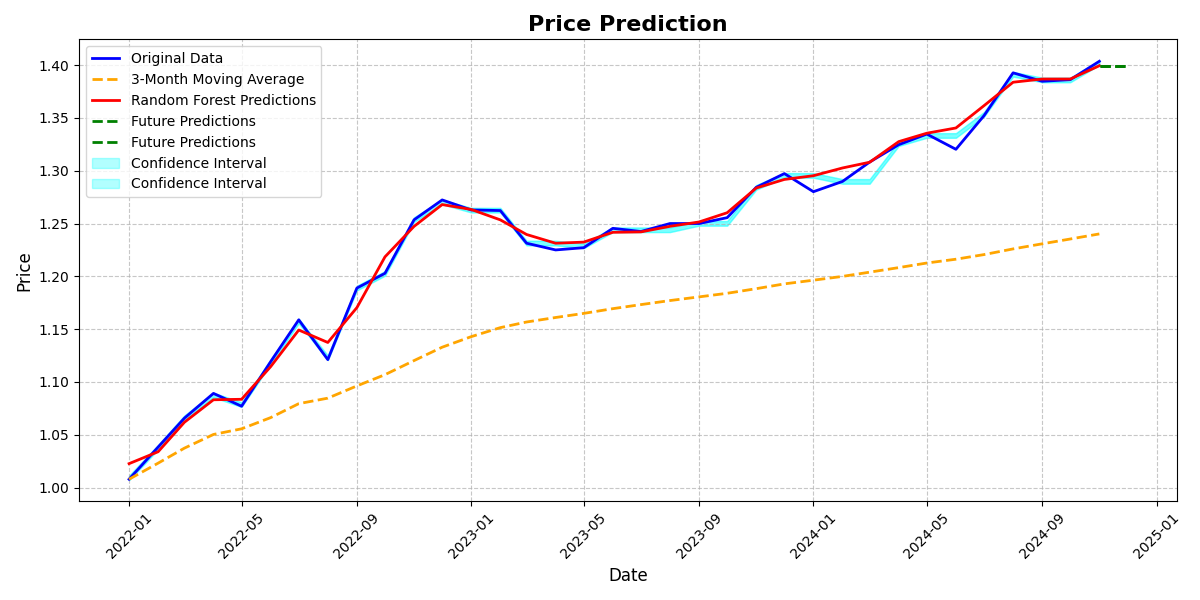 Price Prediction
Original Data
3-Month Moving Average
Random Forest Predictions
Future Predictions
Future Predictions
Confidence Interval
Confidence Interval
Price
1.40
1.35
1.30
1.25
1.20
1.15
1.10
1.05
1.00
2022-01
2022-05
2022-09
2023-01
2023-05
2023-09
2024-01
2024-05
2024-09
2025-01
Date